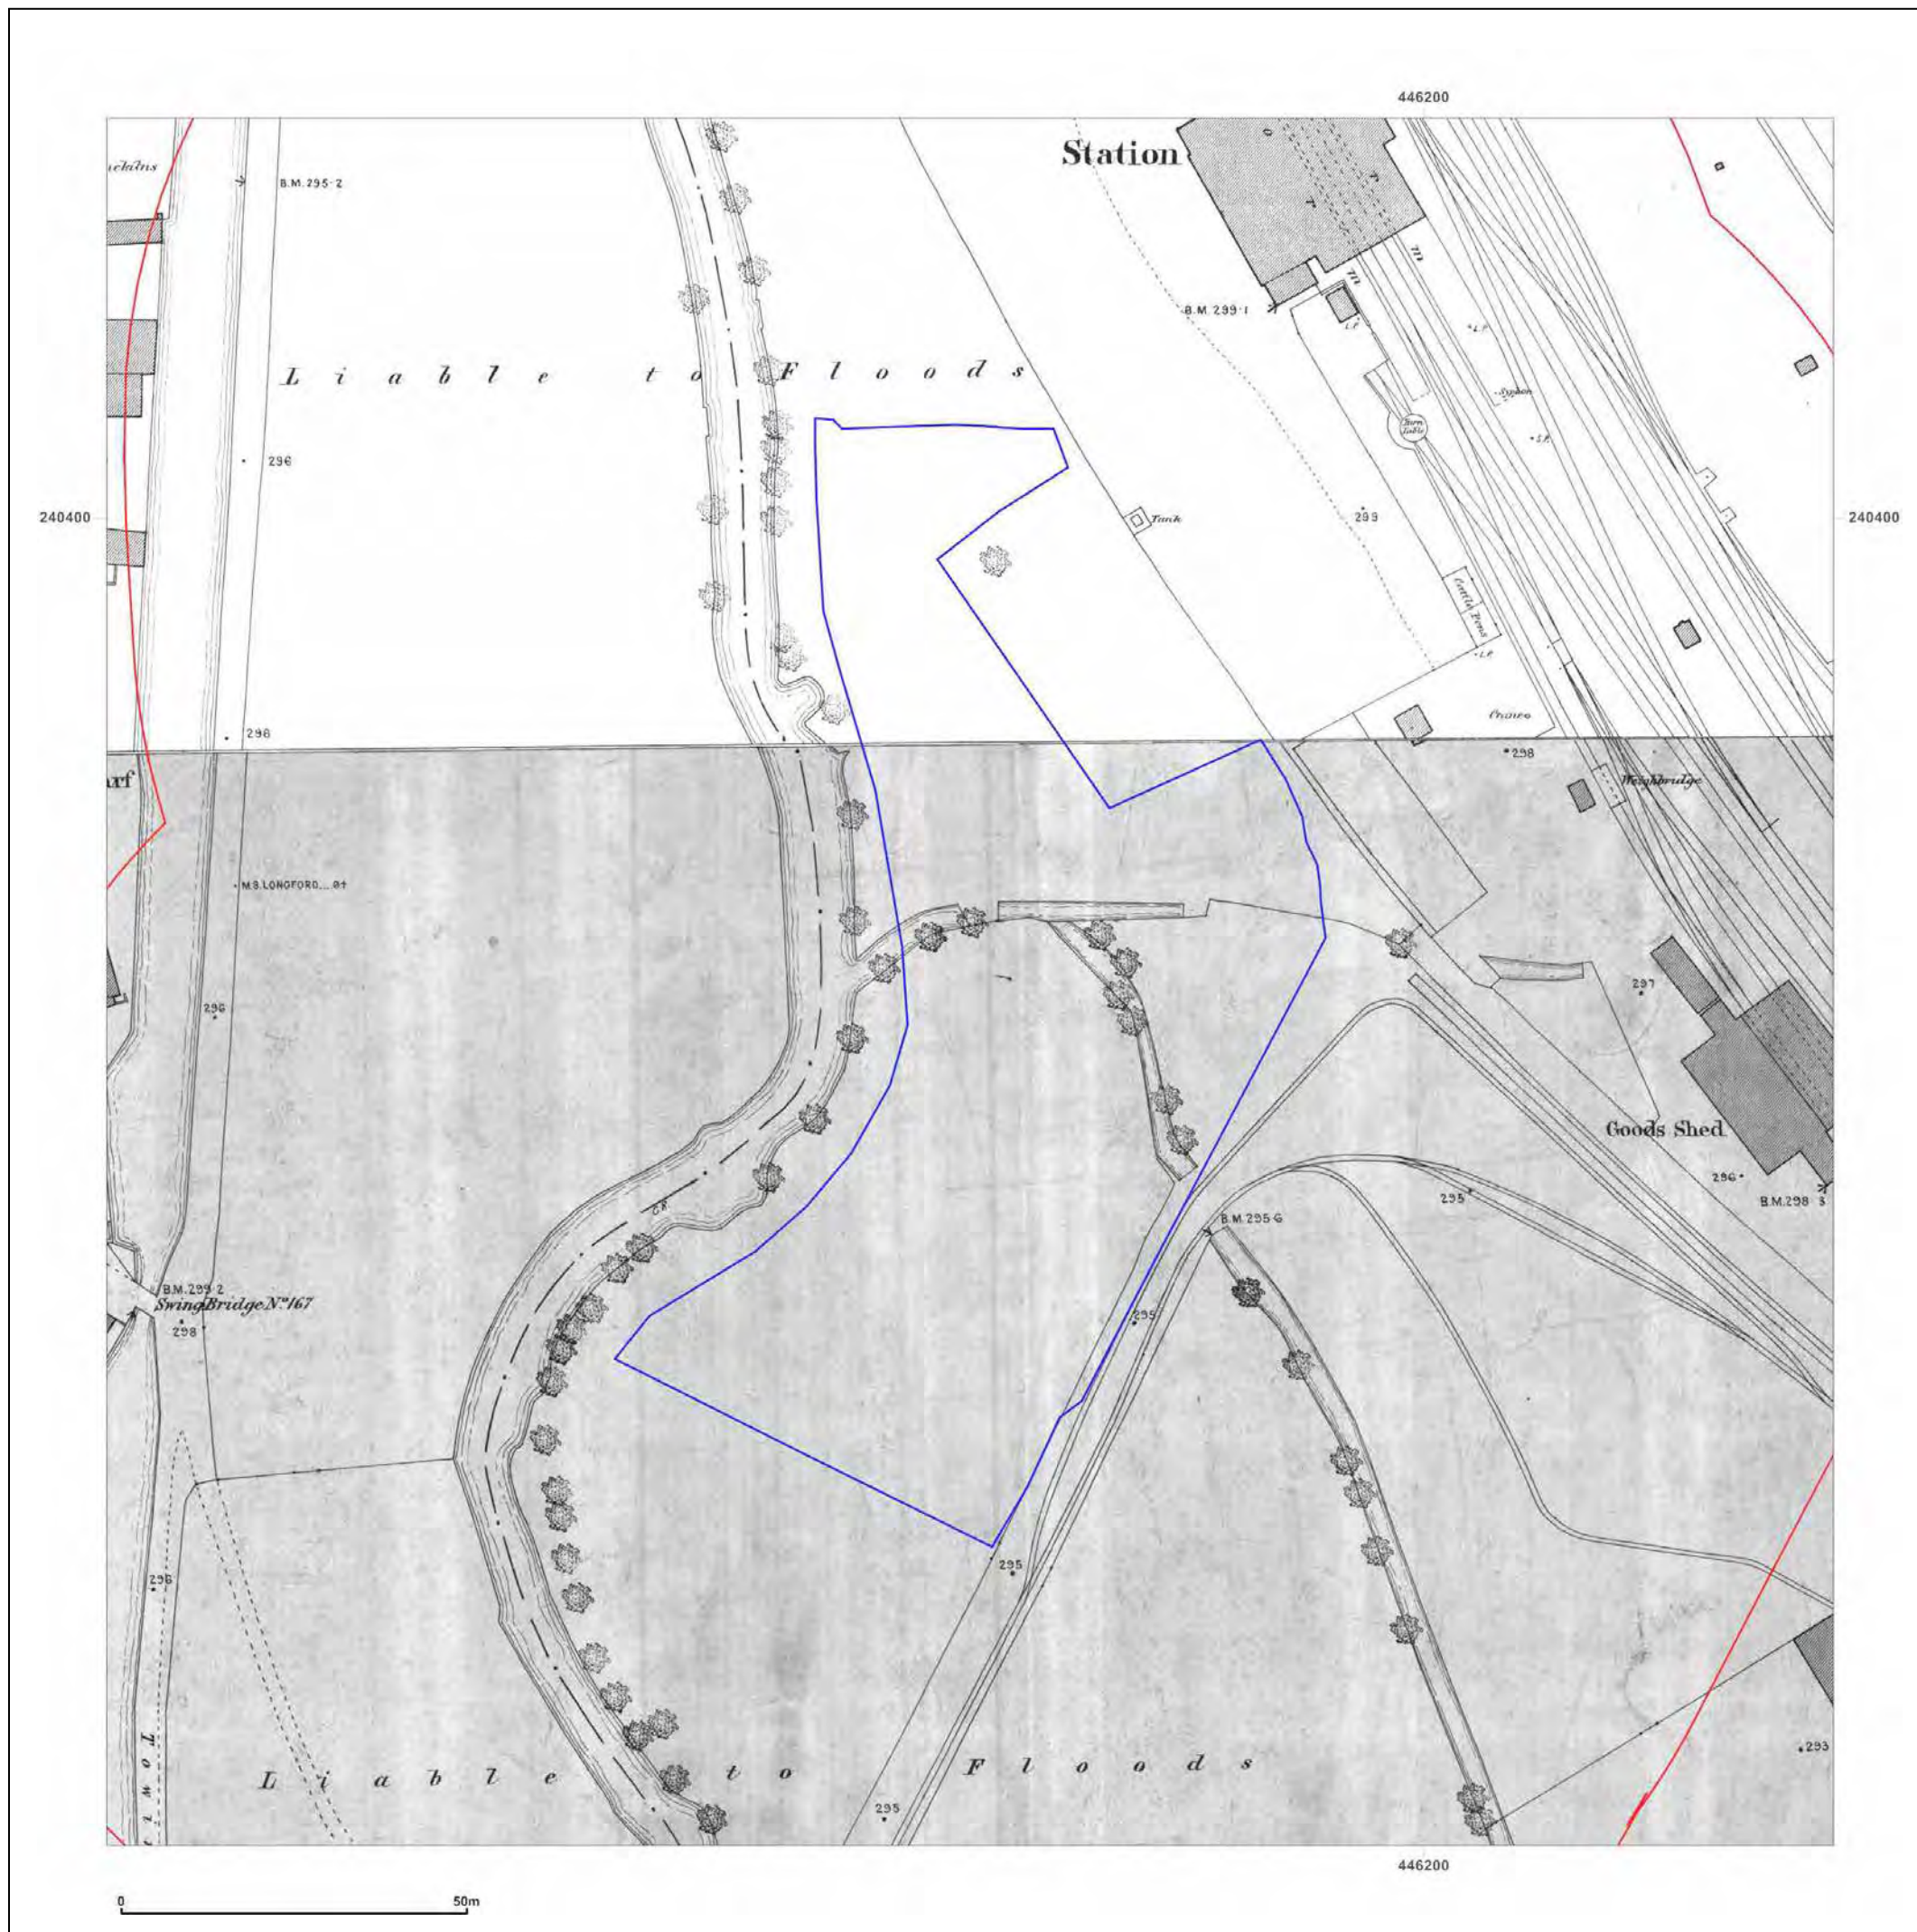 446200
Station
B.M. 295·2
B.M. 299·1
L.P.
L.P.
Liable to Floods
Syphon
Turn Table
S.P.
296
240400
Tank
299
240400
Cattle Pens
L.P.
Crane
298
298
Weighbridge
M.S. LONGFORD
296
297
Goods Shed
296
295
B.M. 298·3
B.M. 295·6
B.M. 299·2
Swing Bridge Nº 167
298
295
295
296
293
Liable to Floods
295
446200
0 50m